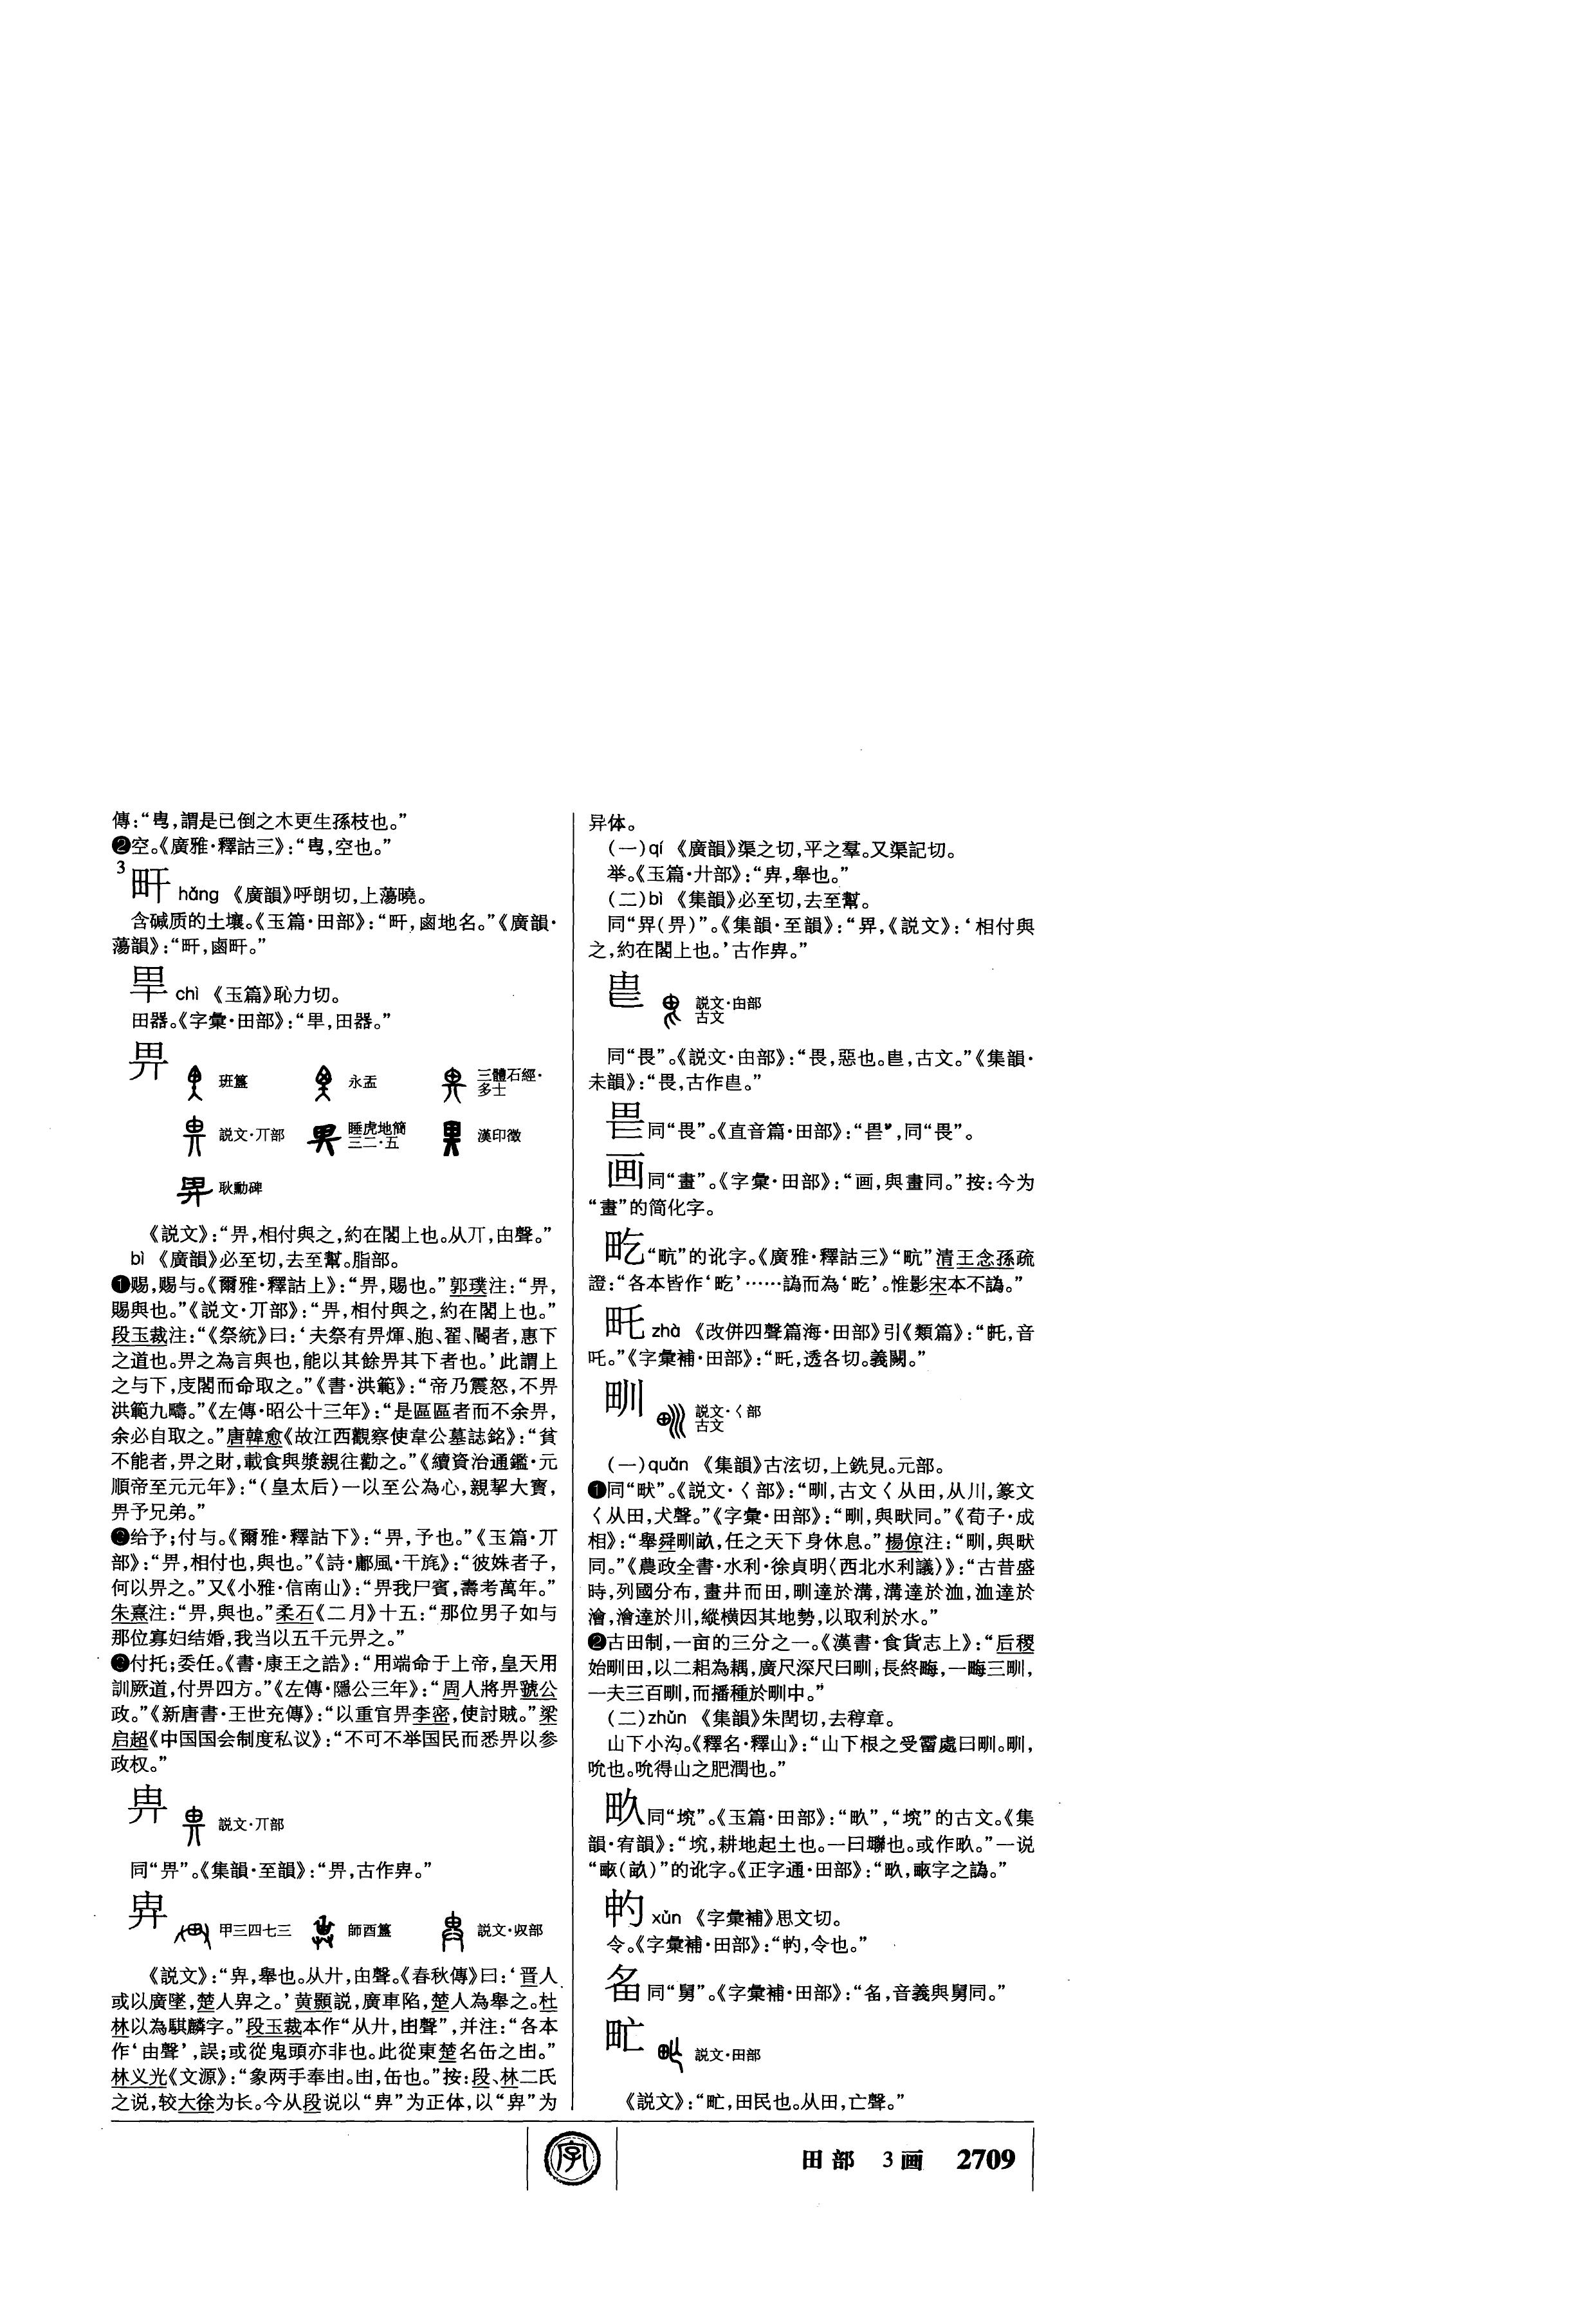 傳：“甹，謂是已倒之木更生孫枝也。”
❷空。《廣雅·釋詁三》：“甹，空也。”
3
畍 hǎng 《廣韻》呼朗切，上蕩曉。
含碱质的土壤。《玉篇·田部》：“，鹵地名。”《廣韻·
蕩韻》：“，鹵。”
chì 《玉篇》恥力切。
田器。《字彙·田部》：“，田器。”
畀
班簋 永盂 三體石經·
多士
説文·丌部 睡虎地簡
三二·五 漢印徵
耿勳碑
《説文》：“畀，相付與之，約在閣上也。从丌，甶聲。”
bì 《廣韻》必至切，去至幫。脂部。
❶赐，赐与。《爾雅·釋詁上》：“畀，賜也。”郭璞注：“畀，
賜與也。”《説文·丌部》：“畀，相付與之，約在閣上也。”
段玉裁注：“《祭統》曰：‘夫祭有畀煇、胞、翟、閽者，惠下
之道也。畀之為言與也，能以其餘畀其下者也。’此謂上
之与下，庋閣而命取之。”《書·洪範》：“帝乃震怒，不畀
洪範九疇。”《左傳·昭公十三年》：“是區區者而不余畀，
余必自取之。”唐韓愈《故江西觀察使韋公墓誌銘》：“貧
不能者，畀之財，載食與漿親往勸之。”《續資治通鑑·元
順帝至元元年》：“（皇太后）一以至公為心，親挈大寳，
畀予兄弟。”
❷给予；付与。《爾雅·釋詁下》：“畀，予也。”《玉篇·丌
部》：“畀，相付也，與也。”《詩·鄘風·干旄》：“彼姝者子，
何以畀之。”又《小雅·信南山》：“畀我尸賓，壽考萬年。”
朱熹注：“畀，與也。”柔石《二月》十五：“那位男子如与
那位寡妇结婚，我当以五千元畀之。”
❸付托；委任。《書·康王之誥》：“用端命于上帝，皇天用
訓厥道，付畀四方。”《左傳·隱公三年》：“周人將畀虢公
政。”《新唐書·王世充傳》：“以重官畀李密，使討賊。”梁
启超《中国国会制度私议》：“不可不举国民而悉畀以参
政权。”
説文·丌部
同“畀”。《集韻·至韻》：“畀，古作。”
甲三四七三 師酉簋 説文·収部
《説文》：“，舉也。从廾，甶聲。《春秋傳》曰：‘晋人
或以廣墜，楚人之。’黄顥説，廣車陷，楚人為舉之。杜
林以為騏麟字。”段玉裁本作“从廾，聲”，并注：“各本
作‘由聲’，誤；或從鬼頭亦非也。此從東楚名缶之。”
林义光《文源》：“象两手奉。，缶也。”按：段、林二氏
之说，较大徐为长。今从段说以“”为正体，以“”为
异体。
（一）qí 《廣韻》渠之切，平之羣。又渠記切。
举。《玉篇·廾部》：“，舉也。”
（二）bì 《集韻》必至切，去至幫。
同“畀（畀）”。《集韻·至韻》：“畀，《説文》：‘相付與
之，約在閣上也。’古作。”
説文·甶部
古文
同“畏”。《説文·甶部》：“畏，惡也。，古文。”《集韻·
未韻》：“畏，古作。”
同“畏”。《直音篇·田部》：“，同“畏”。
画同“畫”。《字彙·田部》：“画，與畫同。”按：今为
“畫”的简化字。
“畩”的讹字。《廣雅·釋詁三》“”清王念孫疏
證：“各本皆作‘’……譌而為‘’。惟影宋本不譌。”
zhà 《改併四聲篇海·田部》引《類篇》：“，音
吒。”《字彙補·田部》：“，透各切。義闕。”
甽
説文·〈部
古文
（一）quǎn 《集韻》古泫切，上銑見。元部。
❶同“畎”。《説文·〈部》：“甽，古文〈从田，从川，篆文
〈从田，犬聲。”《字彙·田部》：“甽，與畎同。”《荀子·成
相》：“舉舜甽畝，任之天下身休息。”楊倞注：“甽，與畎
同。”《農政全書·水利·徐貞明〈西北水利議〉》：“古昔盛
時，列國分布，畫井而田，甽達於溝，溝達於洫，洫達於
澮，澮達於川，縱横因其地勢，以取利於水。”
❷古田制，一亩的三分之一。《漢書·食貨志上》：“后稷
始甽田，以二耜為耦，廣尺深尺曰甽，長終畮，一畮三甽，
一夫三百甽，而播種於甽中。”
（二）zhǔn 《集韻》朱閏切，去稕章。
山下小沟。《釋名·釋山》：“山下根之受霤處曰甽。甽，
吮也。吮得山之肥潤也。”
畂同“”。《玉篇·田部》：“畂”，“”的古文。《集
韻·宥韻》：“，耕地起土也。一曰也。或作畂。”一说
“畞（畝）”的讹字。《正字通·田部》：“畂，畞字之譌。”
xǔn 《字彙補》思文切。
令。《字彙補·田部》：“，令也。”
同“舅”。《字彙補·田部》：“，音義與舅同。”
甿
説文·田部
《説文》：“甿，田民也。从田，亡聲。”
字
田部 3画 2709